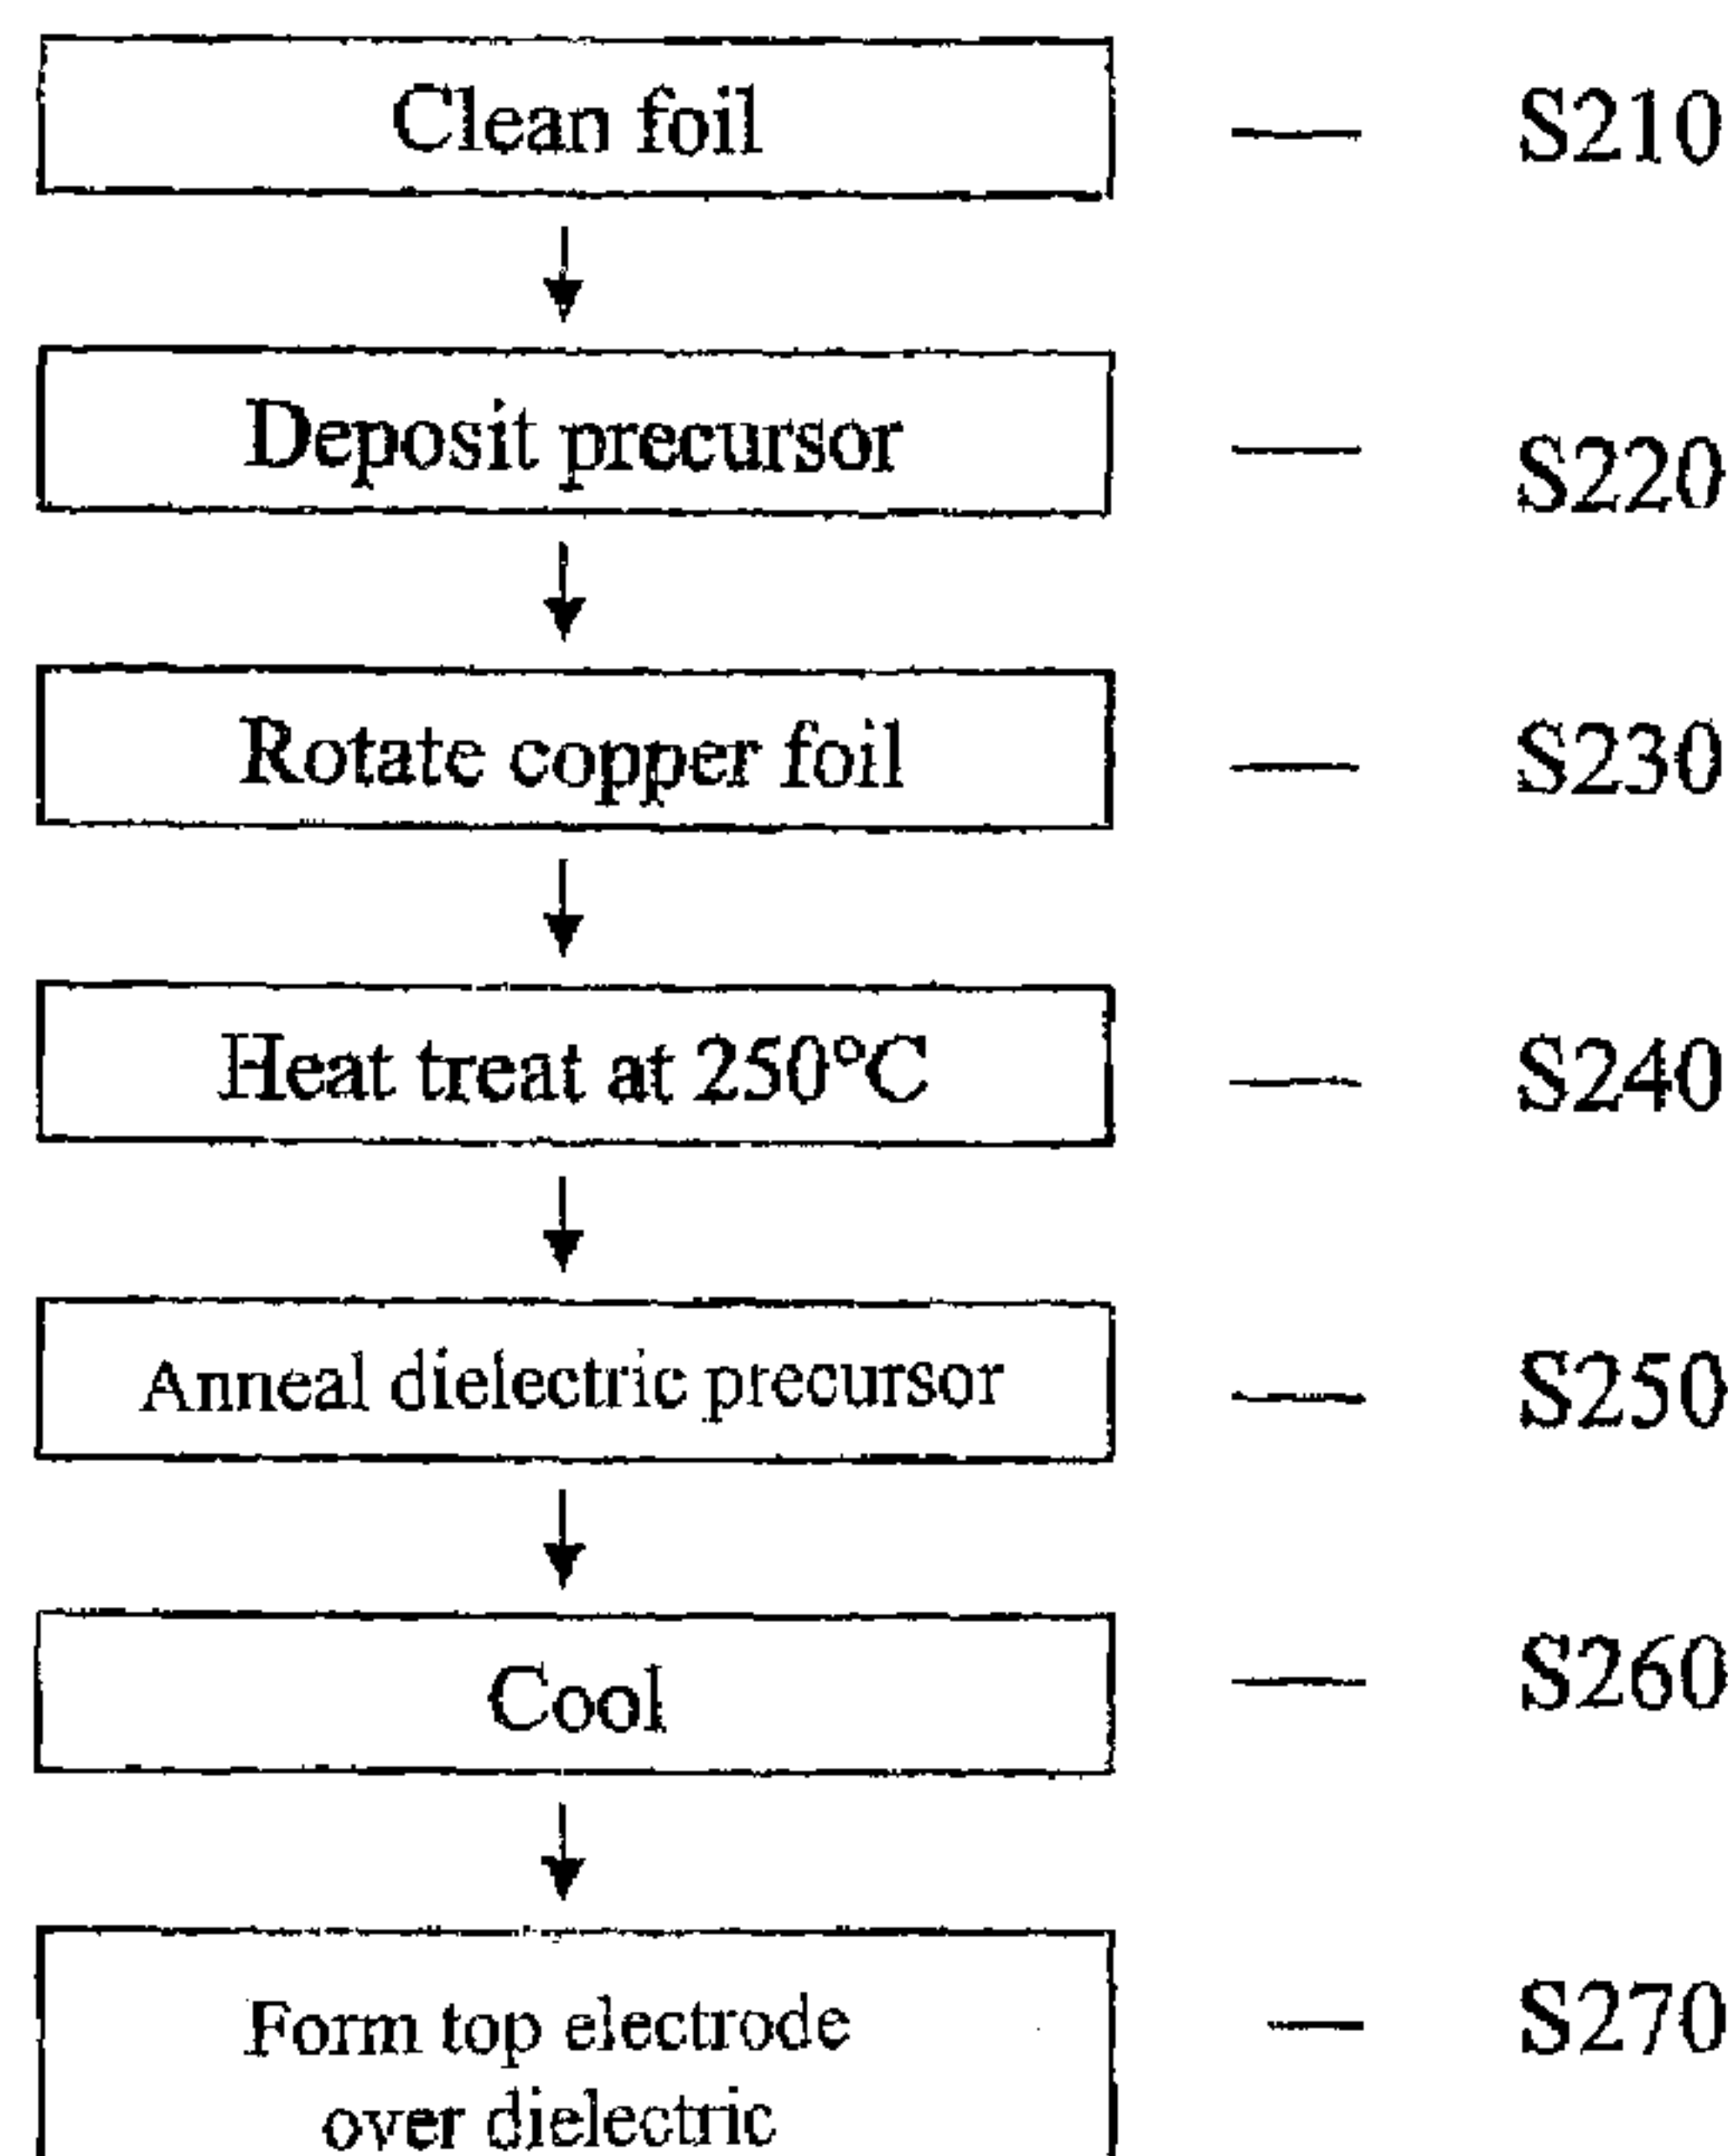 Clean foil
S210
Deposit precursor
S220
Rotate copper foil
S230
Heat treat at 250°C
S240
Anneal dielectric precursor
S250
Cool
S260
Form top electrode
over dielectric
S270